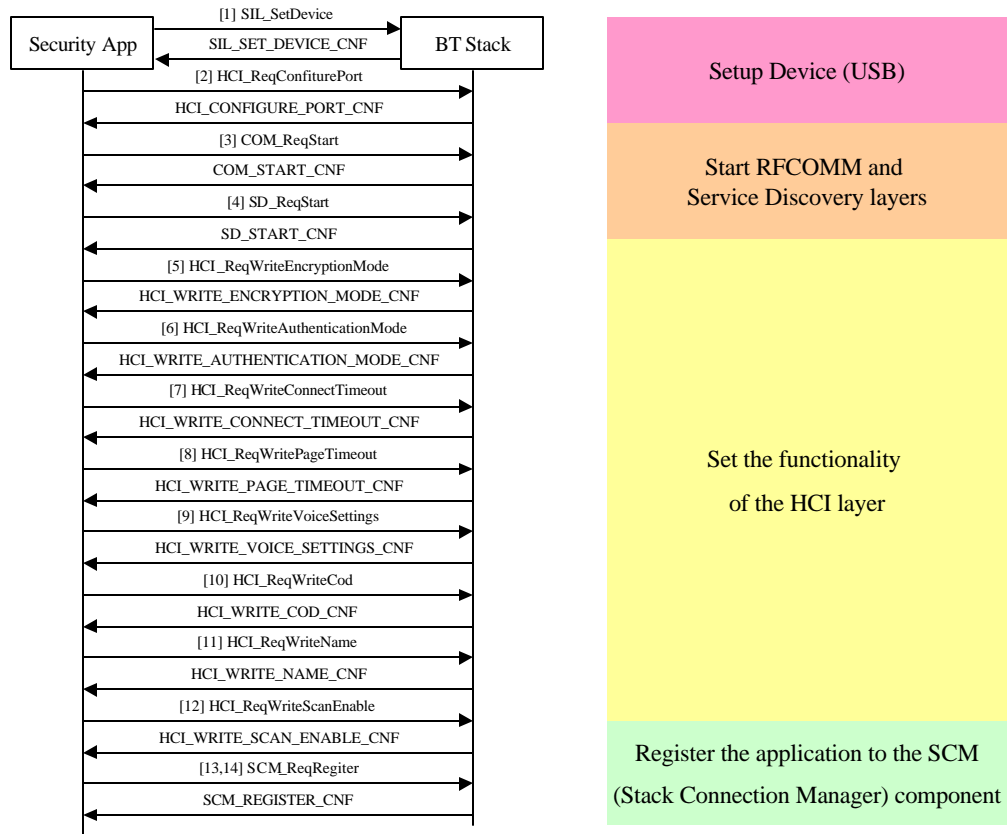 [1] SIL_SetDevice
Security App
SIL_SET_DEVICE_CNF
BT Stack
[2] HCI_ReqConfiturePort
HCI_CONFIGURE_PORT_CNF
[3] COM_ReqStart
COM_START_CNF
[4] SD_ReqStart
SD_START_CNF
[5] HCI_ReqWriteEncryptionMode
HCI_WRITE_ENCRYPTION_MODE_CNF
[6] HCI_ReqWriteAuthenticationMode
HCI_WRITE_AUTHENTICATION_MODE_CNF
[7] HCI_ReqWriteConnectTimeout
HCI_WRITE_CONNECT_TIMEOUT_CNF
[8] HCI_ReqWritePageTimeout
HCI_WRITE_PAGE_TIMEOUT_CNF
[9] HCI_ReqWriteVoiceSettings
HCI_WRITE_VOICE_SETTINGS_CNF
[10] HCI_ReqWriteCod
HCI_WRITE_COD_CNF
[11] HCI_ReqWriteName
HCI_WRITE_NAME_CNF
[12] HCI_ReqWriteScanEnable
HCI_WRITE_SCAN_ENABLE_CNF
[13,14] SCM_ReqRegiter
SCM_REGISTER_CNF
Setup Device (USB)
Start RFCOMM and
Service Discovery layers
Set the functionality
of the HCI layer
Register the application to the SCM
(Stack Connection Manager) component